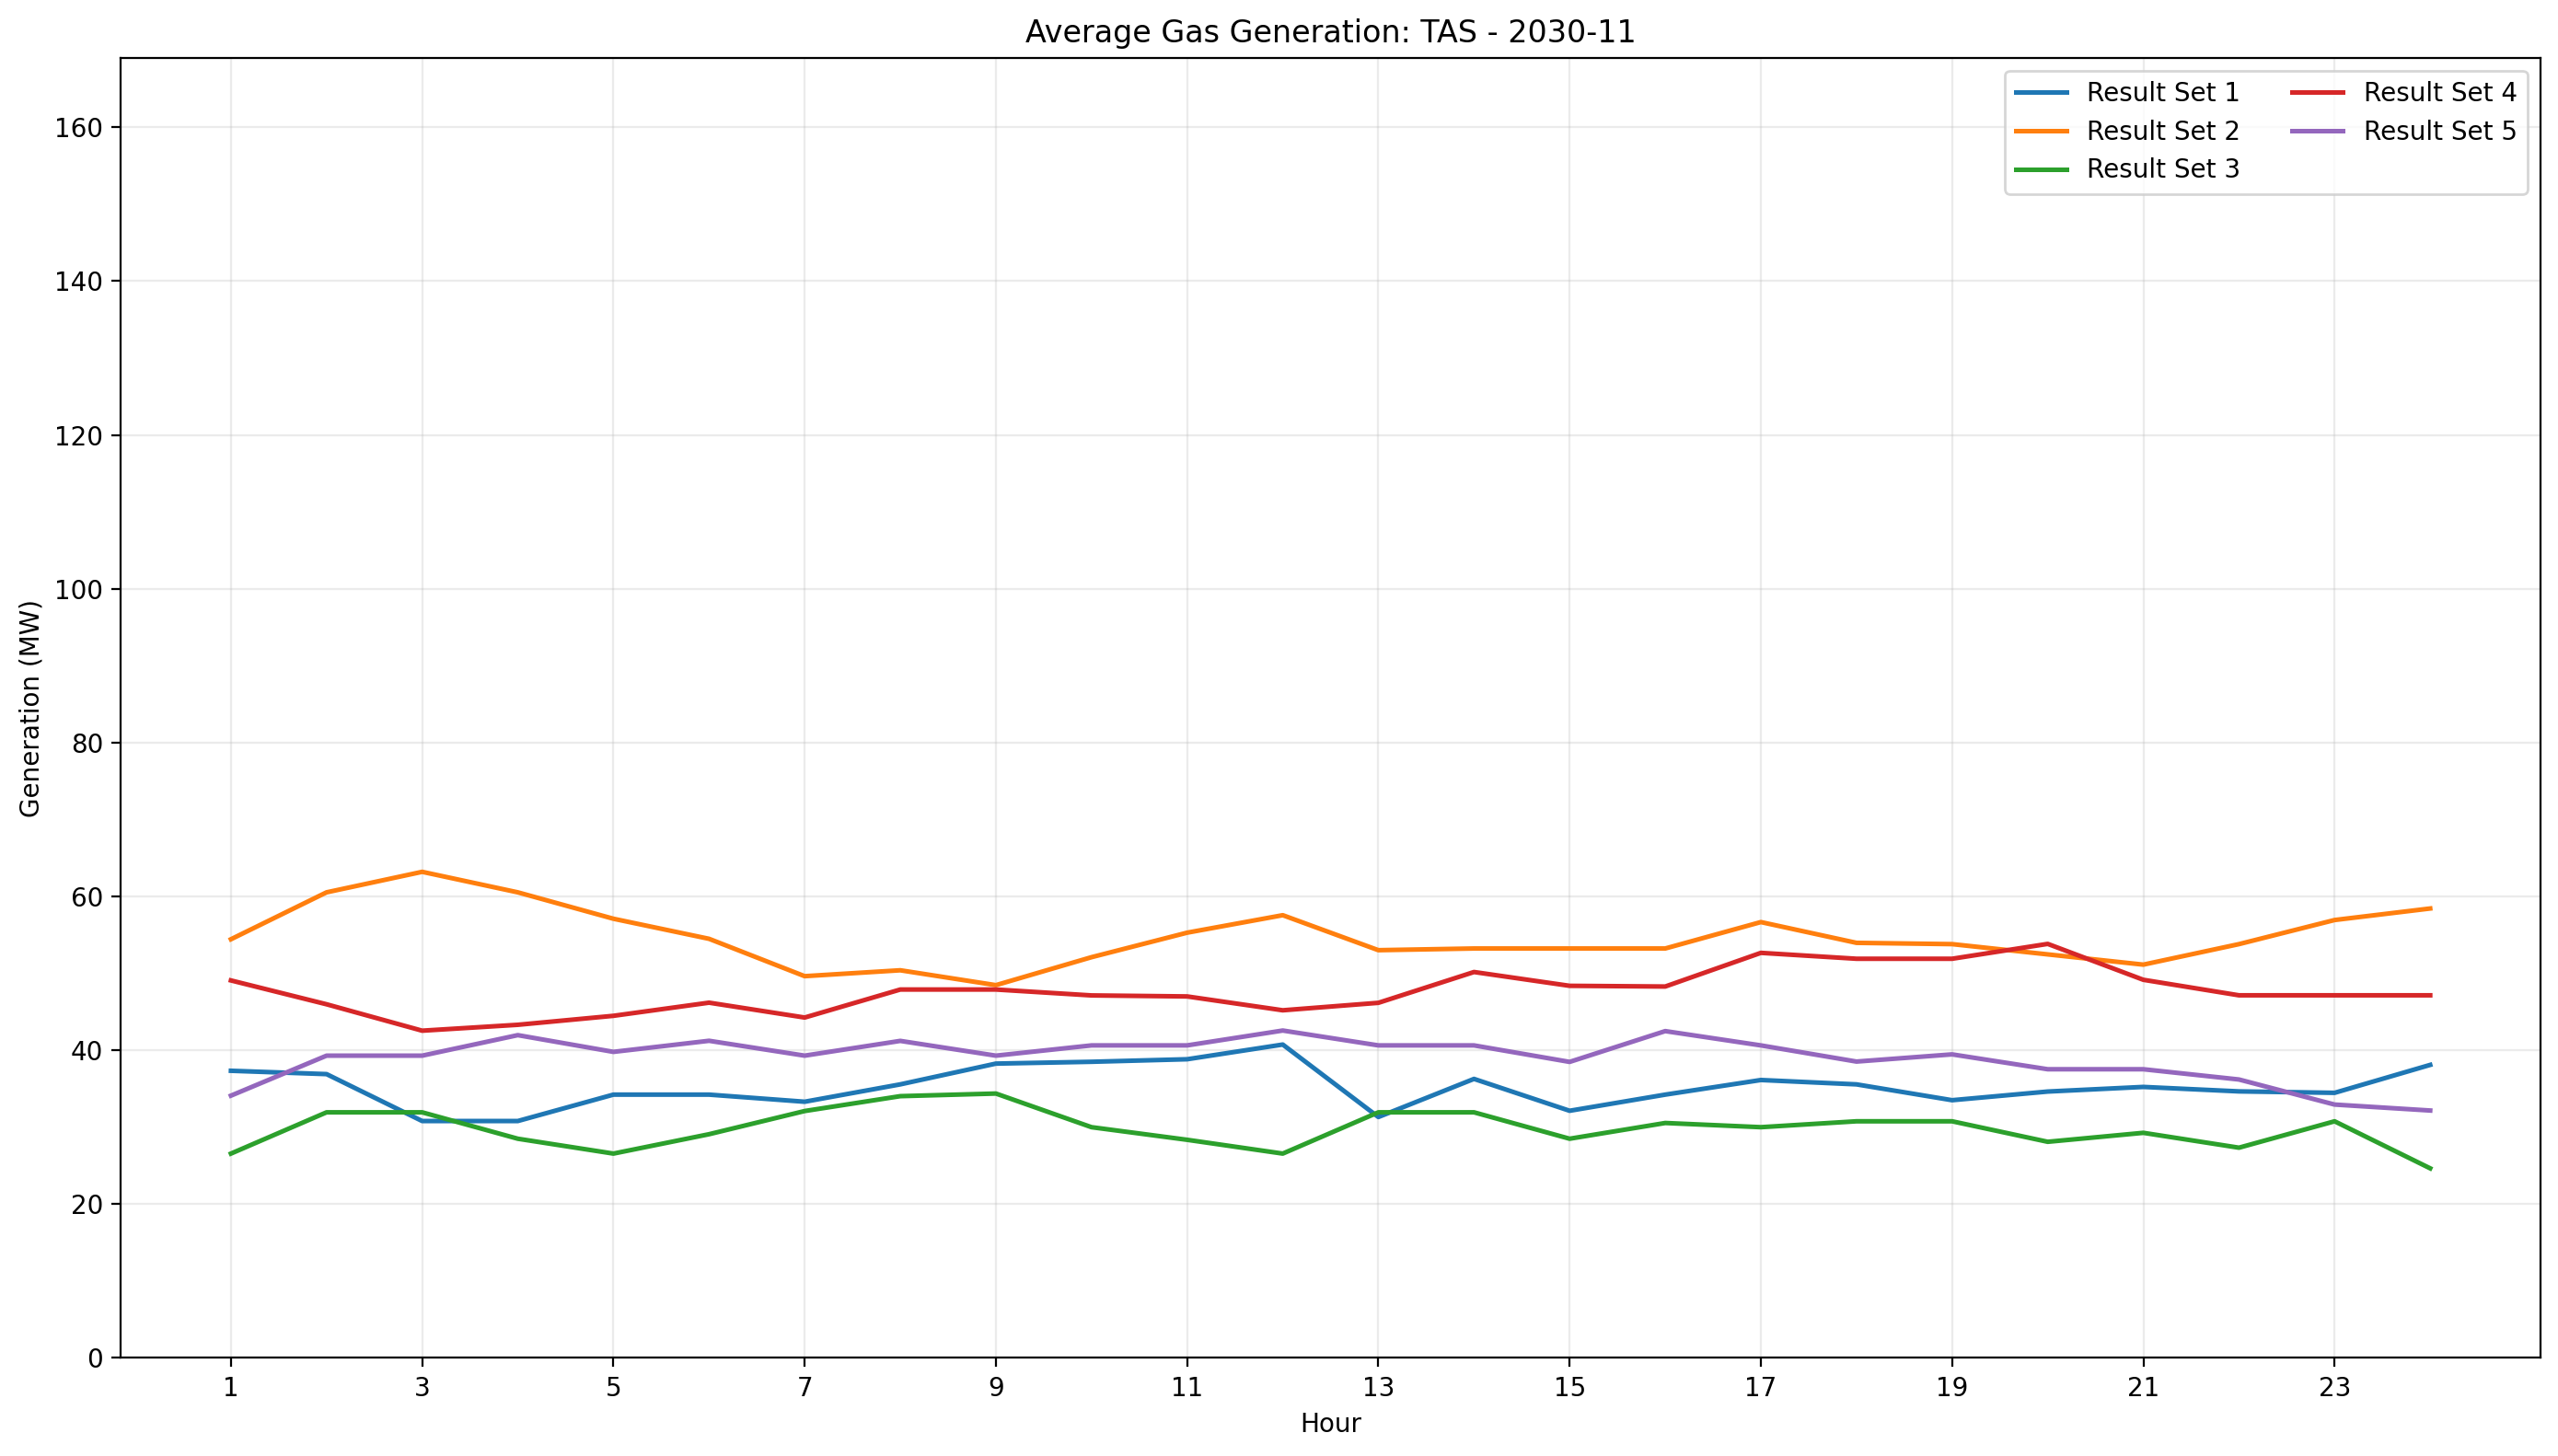 Average Gas Generation: TAS - 2030-11
Result Set 1
Result Set 2
Result Set 3
Result Set 4
Result Set 5
Generation (MW)
160
140
120
100
80
60
40
20
0
1 3 5 7 9 11 13 15 17 19 21 23
Hour